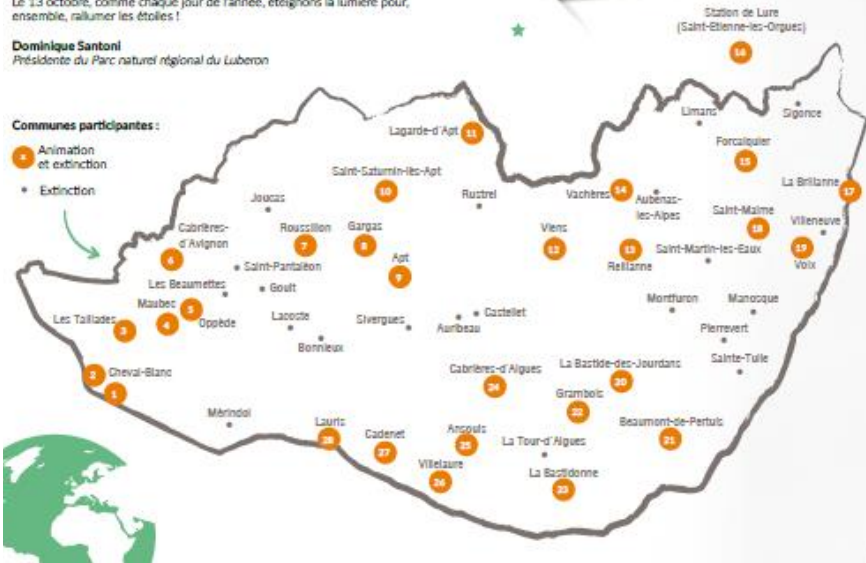 Le 13 octobre, comme chaque jour de l'année, éteignons la lumière pour,
ensemble, rallumer les étoiles !
Dominique Santoni
Présidente du Parc naturel régional du Luberon
Station de Lure
(Saint-Etienne-les-Orgues)
16
Communes participantes :
# Animation
et extinction
Extinction
Lagarde-d'Apt
11
Limans
Sigonce
Forcalquier
15
Saint-Saturnin-lès-Apt
10
Joucas
Rustrel
Vachères
14
Aubenas-
les-Alpes
La Brillanne
17
Cabrières-
d'Avignon
6
Roussillon
7
Gargas
8
Viens
12
Saint-Maime
18
Villeneuve
Apt
9
13
Reillanne
Saint-Martin-les-Eaux
19
Volx
Saint-Pantaléon
Les Beaumettes
Goult
Maubec
4
5
Oppède
Les Taillades
3
Lacoste
Bonnieux
Sivergues
Auribeau
Castellet
Montfuron
Manosque
Pierrevert
Sainte-Tulle
2
Cheval-Blanc
1
Cabrières-d'Aigues
24
La Bastide-des-Jourdans
20
Grambois
22
Mérindol
Lauris
28
Cadenet
27
Ansouis
25
La Tour-d'Aigues
Beaumont-de-Pertuis
21
Villelaure
26
La Bastidonne
23